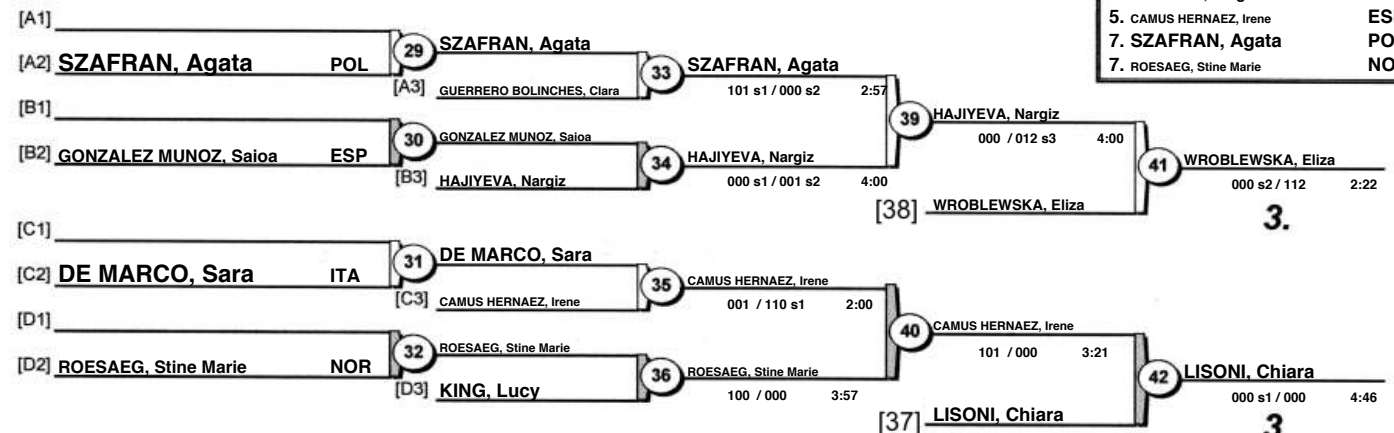 [A1]
[A2] SZAFRAN, Agata POL
29
SZAFRAN, Agata
[A3] GUERRERO BOLINCHES, Clara
33
SZAFRAN, Agata
101 s1 / 000 s2 2:57
[B1]
[B2] GONZALEZ MUNOZ, Saioa ESP
30
GONZALEZ MUNOZ, Saioa
[B3] HAJIYEVA, Nargiz
34
HAJIYEVA, Nargiz
000 s1 / 001 s2 4:00
39
HAJIYEVA, Nargiz
000 / 012 s3 4:00
[38] WROBLEWSKA, Eliza
41
WROBLEWSKA, Eliza
000 s2 / 112 2:22
3.
[C1]
[C2] DE MARCO, Sara ITA
31
DE MARCO, Sara
[C3] CAMUS HERNAEZ, Irene
35
CAMUS HERNAEZ, Irene
001 / 110 s1 2:00
[D1]
[D2] ROESAEG, Stine Marie NOR
32
ROESAEG, Stine Marie
[D3] KING, Lucy
36
ROESAEG, Stine Marie
100 / 000 3:57
40
CAMUS HERNAEZ, Irene
101 / 000 3:21
[37] LISONI, Chiara
42
LISONI, Chiara
000 s1 / 000 4:46
3
5. CAMUS HERNAEZ, Irene ES
7. SZAFRAN, Agata PO
7. ROESAEG, Stine Marie NO